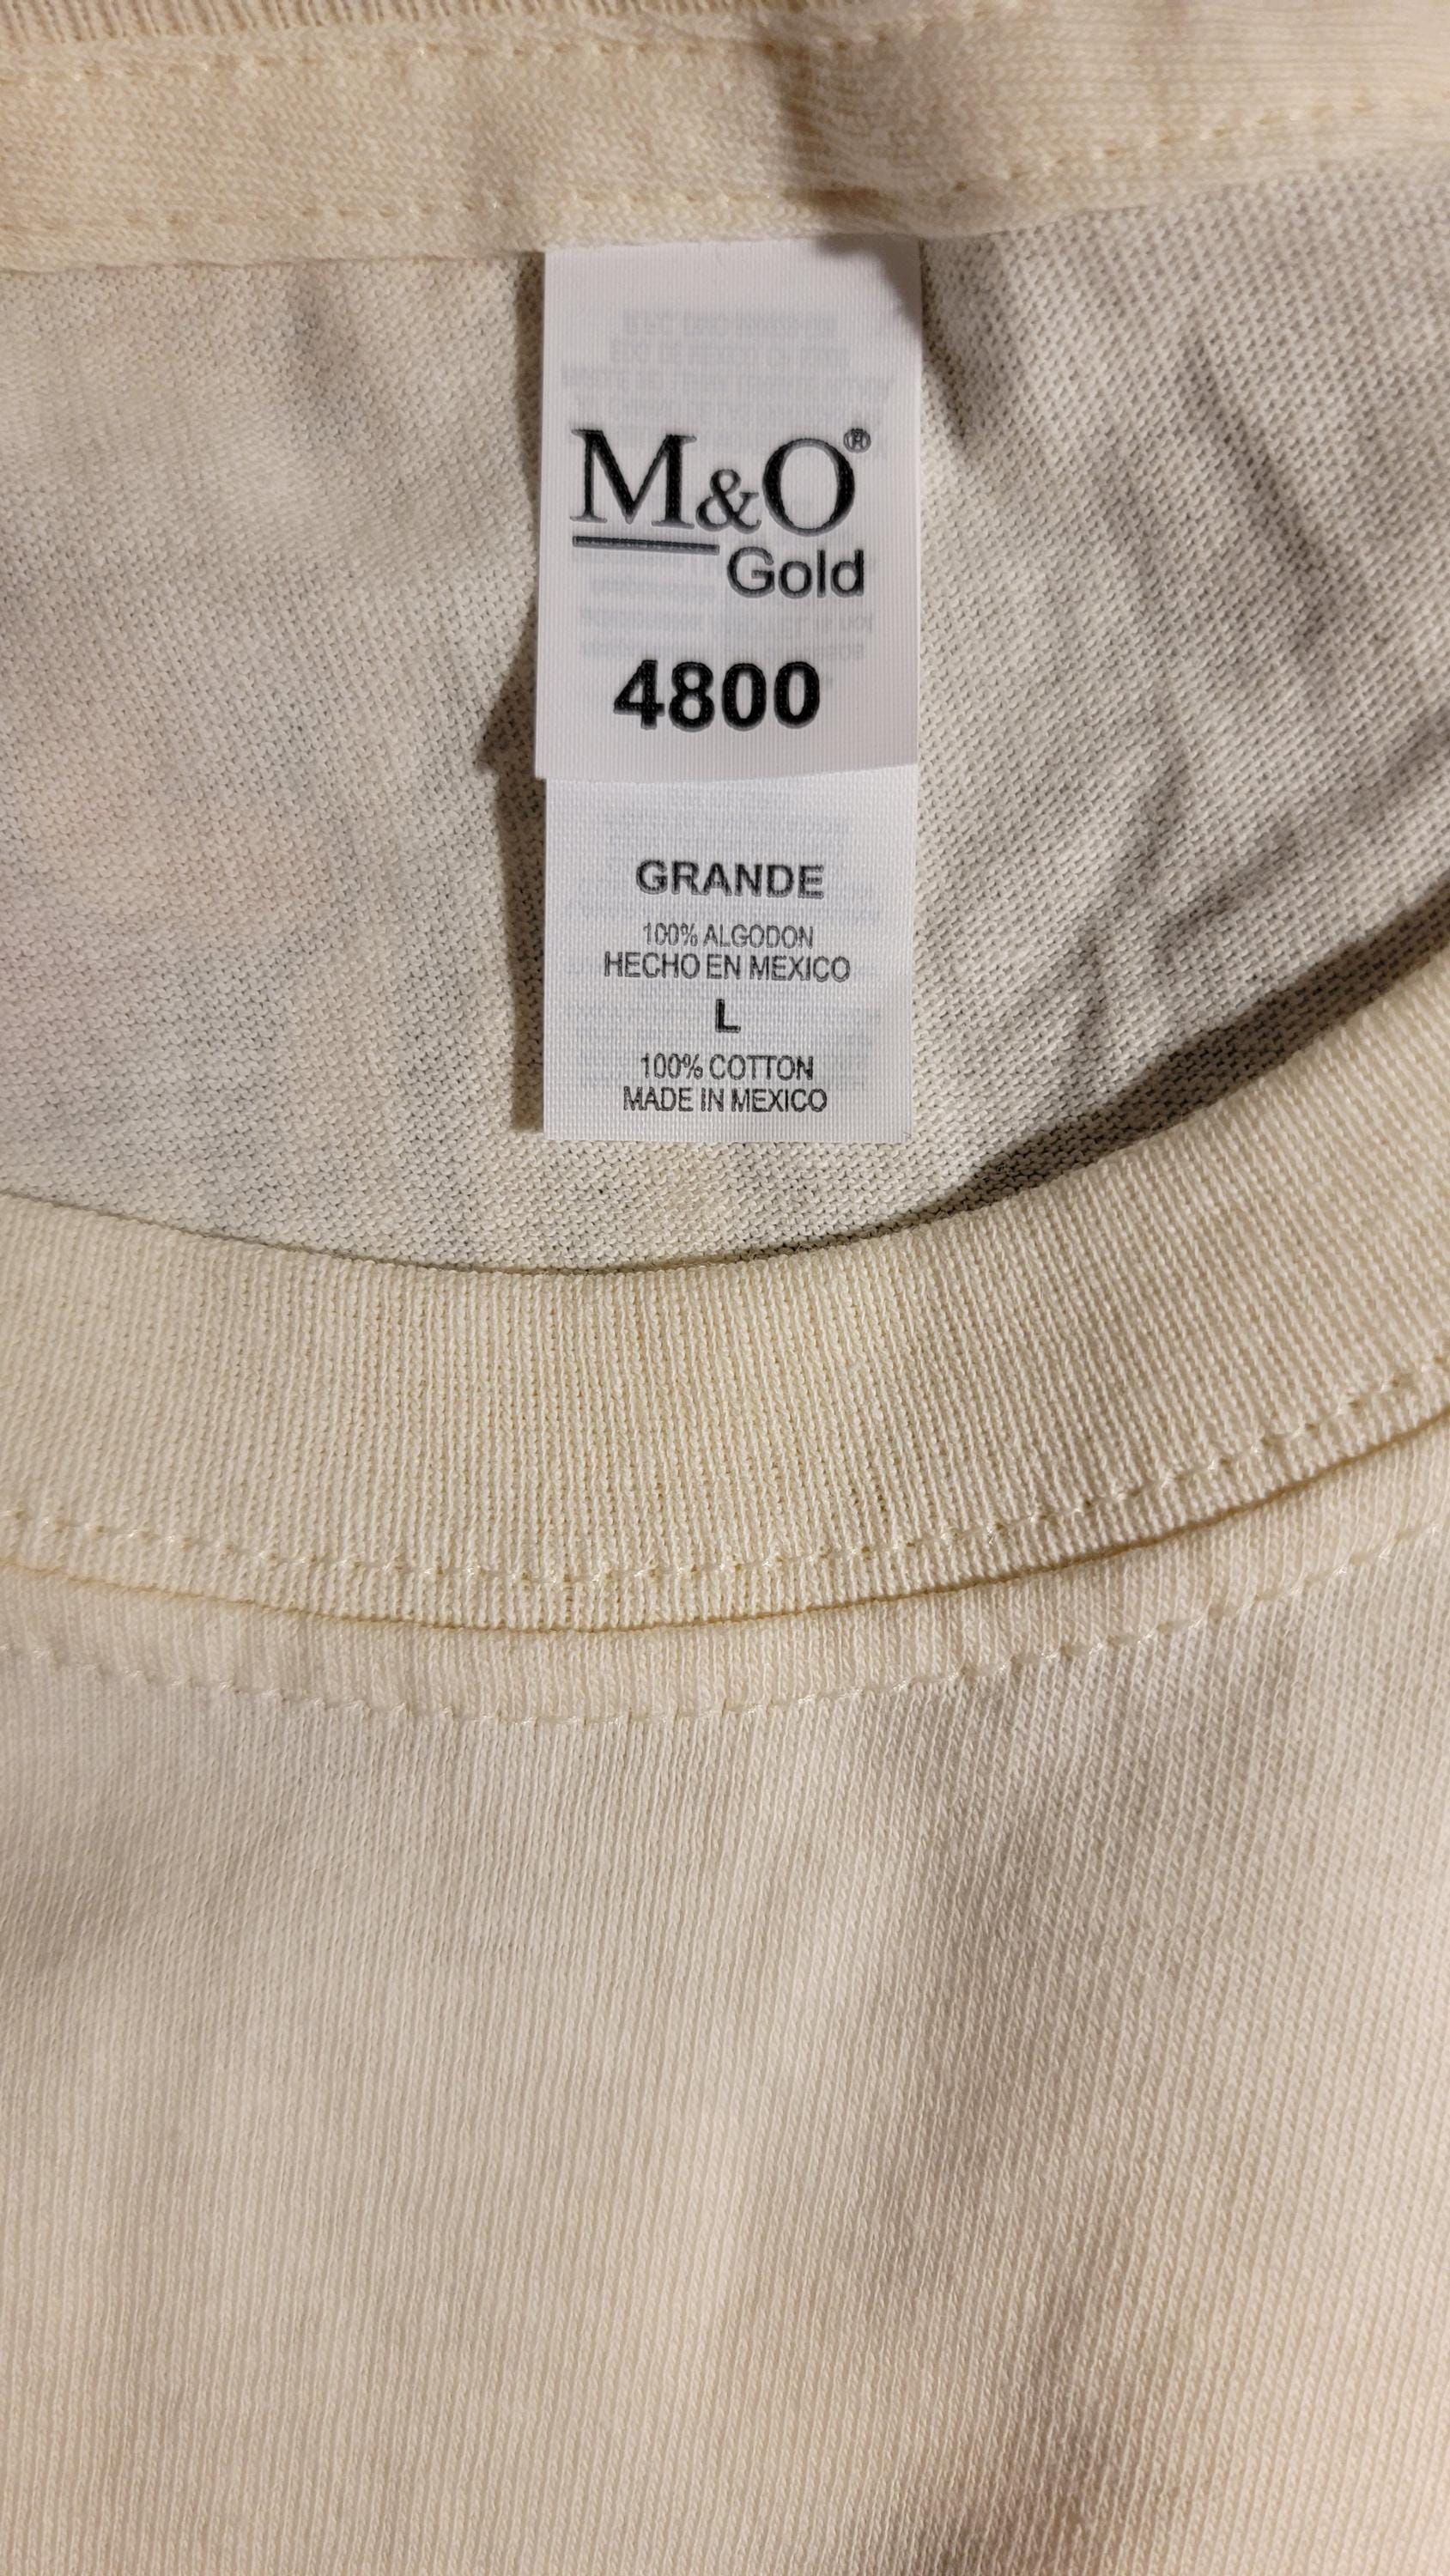 M&O®
Gold
4800
GRANDE
100% ALGODON
HECHO EN MEXICO
L
100% COTTON
MADE IN MEXICO